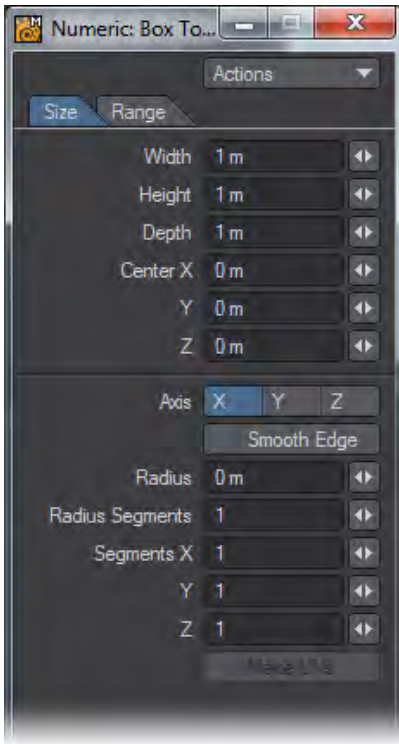 Numeric: Box To...
Actions
Size Range
Width 1 m
Height 1 m
Depth 1 m
Center X 0 m
Y 0 m
Z 0 m
Axis X Y Z
Smooth Edge
Radius 0 m
Radius Segments 1
Segments X 1
Y 1
Z 1
Make UVs